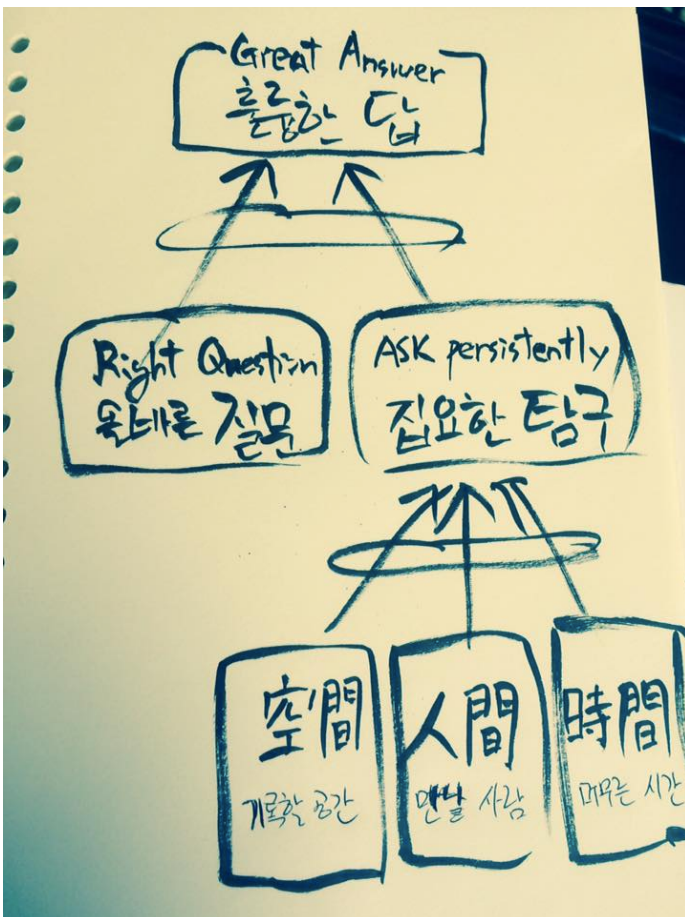 Great Answer
훌륭한 답
Right Question
올바른 질문
ASK persistently
집요한 탐구
空間
기록할 공간
人間
만날 사람
時間
머무는 시간